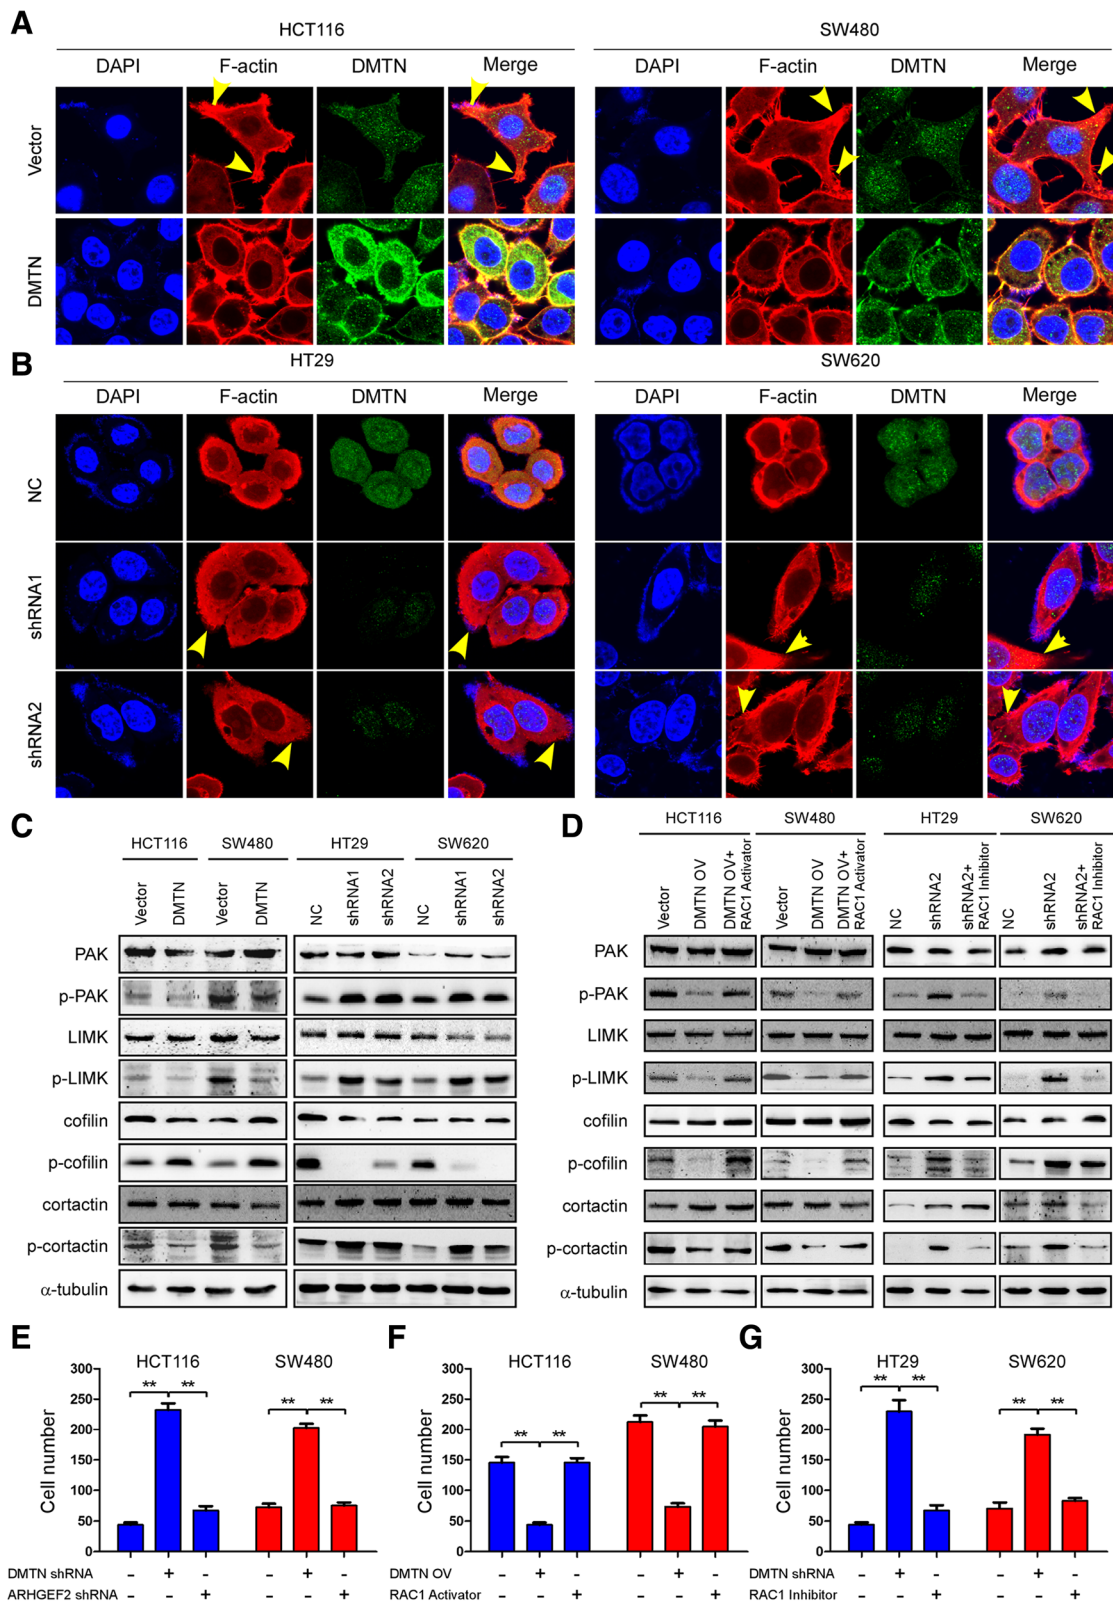 A
HCT116 SW480
DAPI F-actin DMTN Merge DAPI F-actin DMTN Merge
Vector
DMTN
B
HT29 SW620
DAPI F-actin DMTN Merge DAPI F-actin DMTN Merge
NC
shRNA1
shRNA2
C
HCT116 SW480 HT29 SW620
Vector DMTN Vector DMTN NC shRNA1 shRNA2 NC shRNA1 shRNA2
PAK
p-PAK
LIMK
p-LIMK
cofilin
p-cofilin
cortactin
p-cortactin
α-tubulin
D
HCT116 SW480 HT29 SW620
Vector DMTN OV DMTN OV+ RAC1 Activator Vector DMTN OV DMTN OV+ RAC1 Activator NC shRNA2 shRNA2+ RAC1 Inhibitor NC shRNA2 shRNA2+ RAC1 Inhibitor
PAK
p-PAK
LIMK
p-LIMK
cofilin
p-cofilin
cortactin
p-cortactin
α-tubulin
E
HCT116 SW480
Cell number
300
250
200
150
100
50
0
** ** ** **
DMTN shRNA - + - - + -
ARHGEF2 shRNA - - + - - +
F
HCT116 SW480
Cell number
300
250
200
150
100
50
0
** ** ** **
DMTN OV - + - - + -
RAC1 Activator - - + - - +
G
HT29 SW620
Cell number
300
250
200
150
100
50
0
** ** ** **
DMTN shRNA - + - - + -
RAC1 Inhibitor - - + - - +